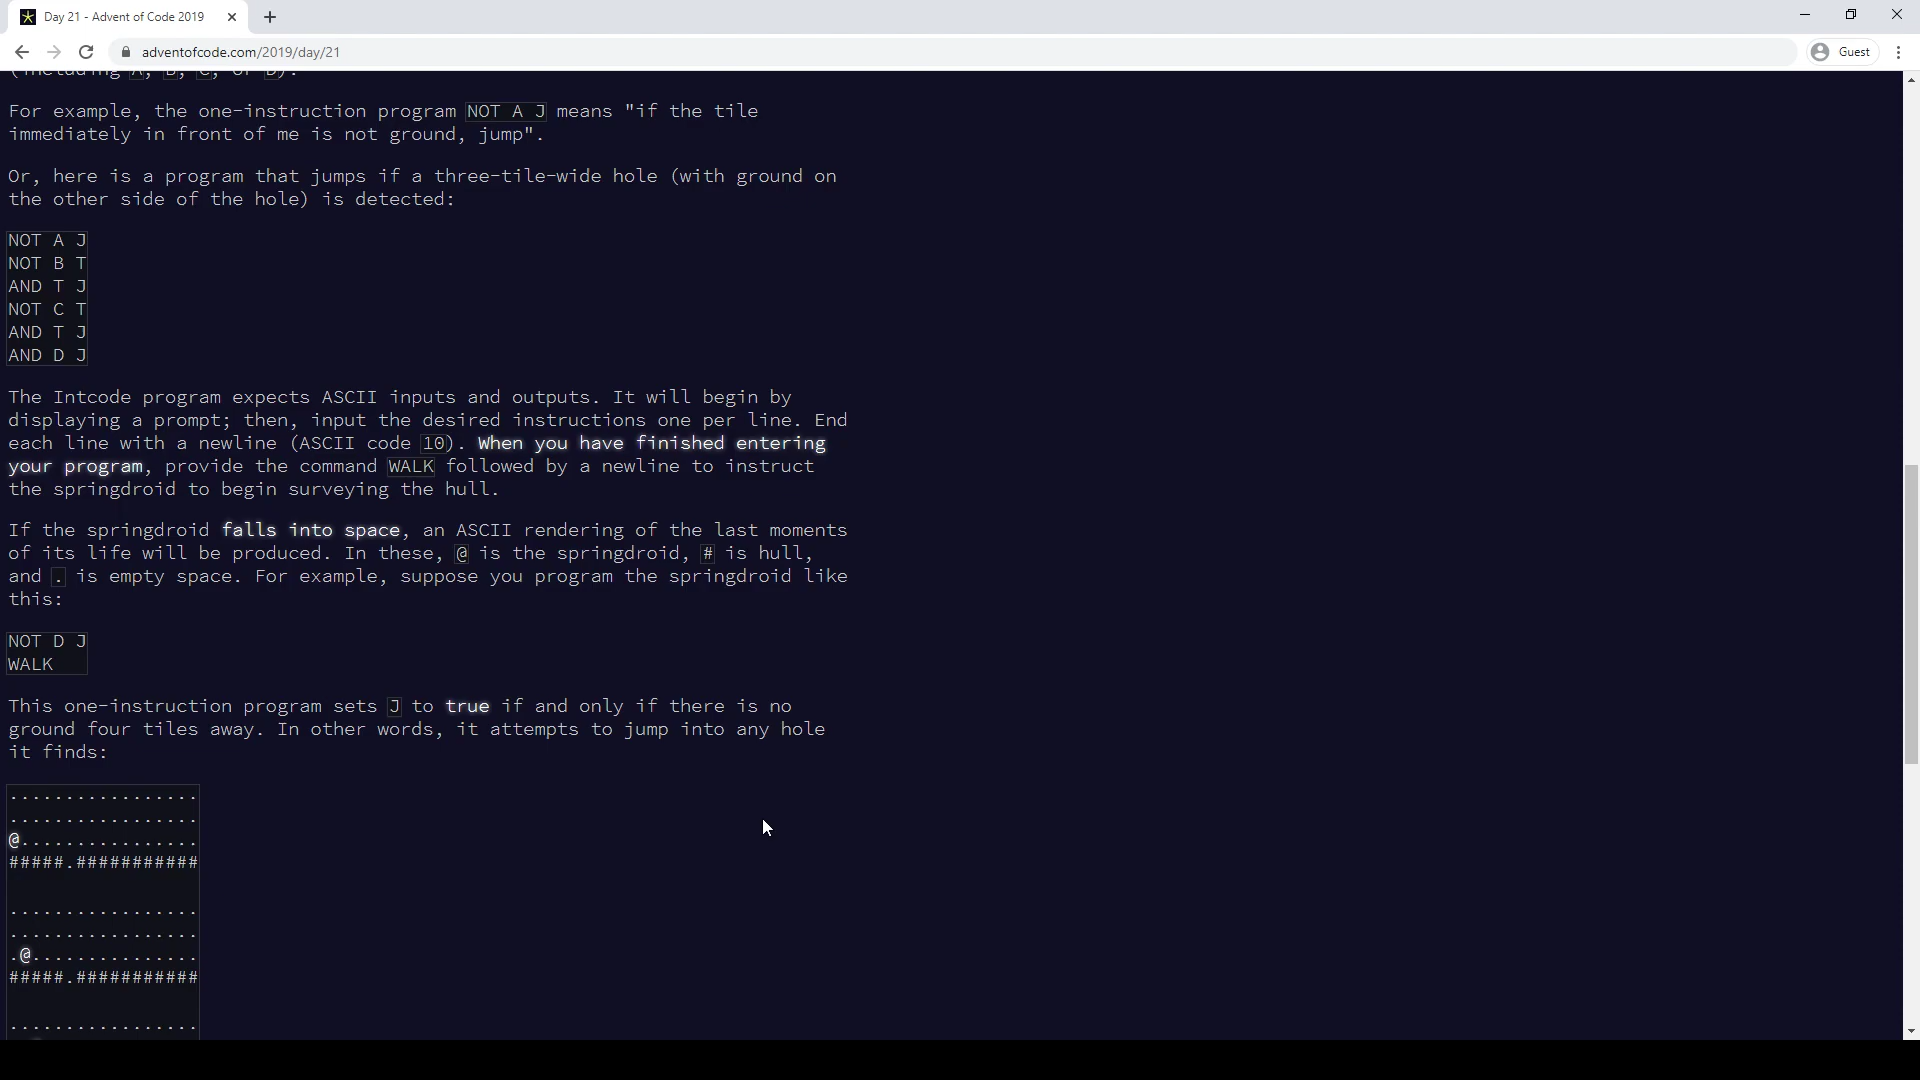 Day 21 - Advent of Code 2019
adventofcode.com/2019/day/21
Guest
(including A, B, C, or D).
For example, the one-instruction program NOT A J means "if the tile
immediately in front of me is not ground, jump".
Or, here is a program that jumps if a three-tile-wide hole (with ground on
the other side of the hole) is detected:
NOT A J
NOT B T
AND T J
NOT C T
AND T J
AND D J
The Intcode program expects ASCII inputs and outputs. It will begin by
displaying a prompt; then, input the desired instructions one per line. End
each line with a newline (ASCII code 10). When you have finished entering
your program, provide the command WALK followed by a newline to instruct
the springdroid to begin surveying the hull.
If the springdroid falls into space, an ASCII rendering of the last moments
of its life will be produced. In these, @ is the springdroid, # is hull,
and . is empty space. For example, suppose you program the springdroid like
this:
NOT D J
WALK
This one-instruction program sets J to true if and only if there is no
ground four tiles away. In other words, it attempts to jump into any hole
it finds:
.................
.................
@................
#####.###########
.................
.................
.@...............
#####.###########
.................